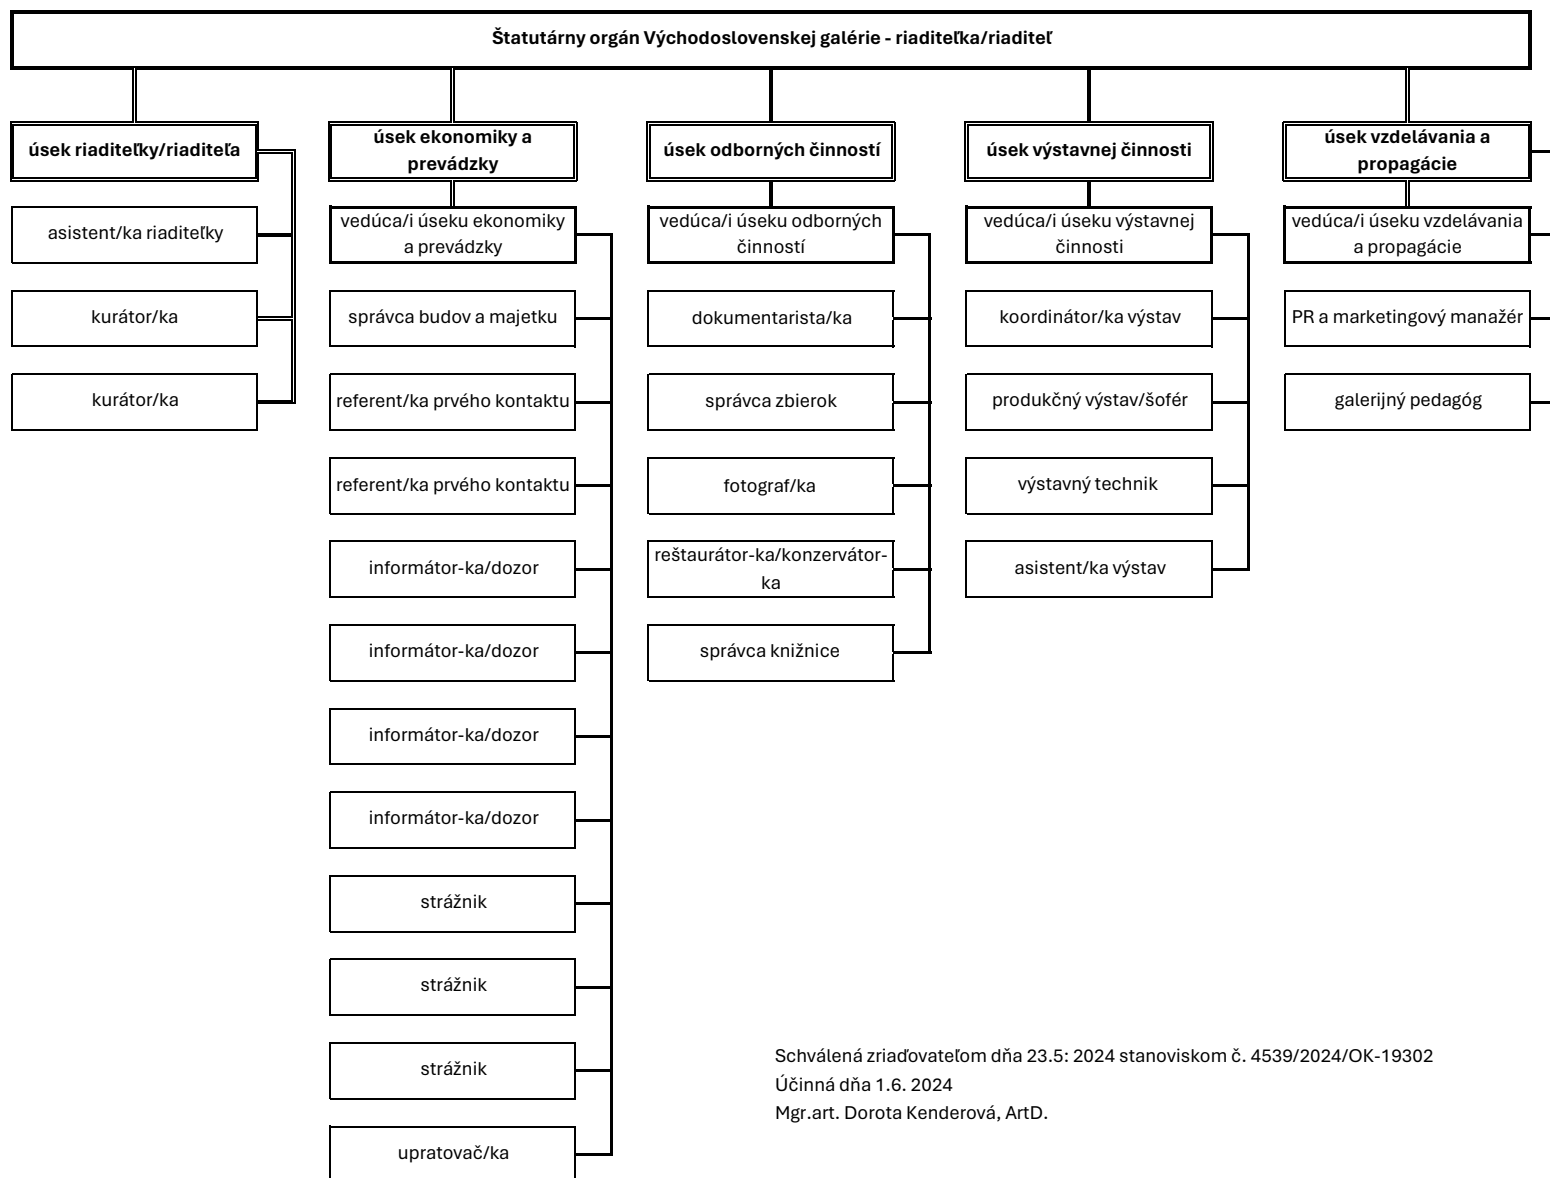 Štatutárny orgán Východoslovenskej galérie - riaditeľka/riaditeľ
úsek riaditeľky/riaditeľa
asistent/ka riaditeľky
kurátor/ka
kurátor/ka
úsek ekonomiky a
prevádzky
vedúca/i úseku ekonomiky
a prevádzky
správca budov a majetku
referent/ka prvého kontaktu
referent/ka prvého kontaktu
informátor-ka/dozor
informátor-ka/dozor
informátor-ka/dozor
informátor-ka/dozor
strážnik
strážnik
strážnik
upratovač/ka
úsek odborných činností
vedúca/i úseku odborných
činností
dokumentarista/ka
správca zbierok
fotograf/ka
reštaurátor-ka/konzervátor-
ka
správca knižnice
úsek výstavnej činnosti
vedúca/i úseku výstavnej
činnosti
koordinátor/ka výstav
produkčný výstav/šofér
výstavný technik
asistent/ka výstav
úsek vzdelávania a
propagácie
vedúca/i úseku vzdelávania
a propagácie
PR a marketingový manažér
galerijný pedagóg
Schválená zriaďovateľom dňa 23.5: 2024 stanoviskom č. 4539/2024/OK-19302
Účinná dňa 1.6. 2024
Mgr.art. Dorota Kenderová, ArtD.